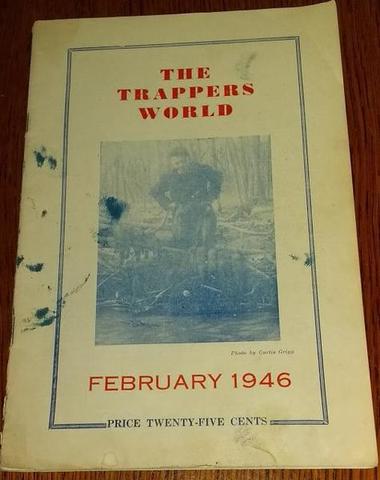 THE
TRAPPERS
WORLD
Photo by Curtis Grigg
FEBRUARY 1946
PRICE TWENTY-FIVE CENTS